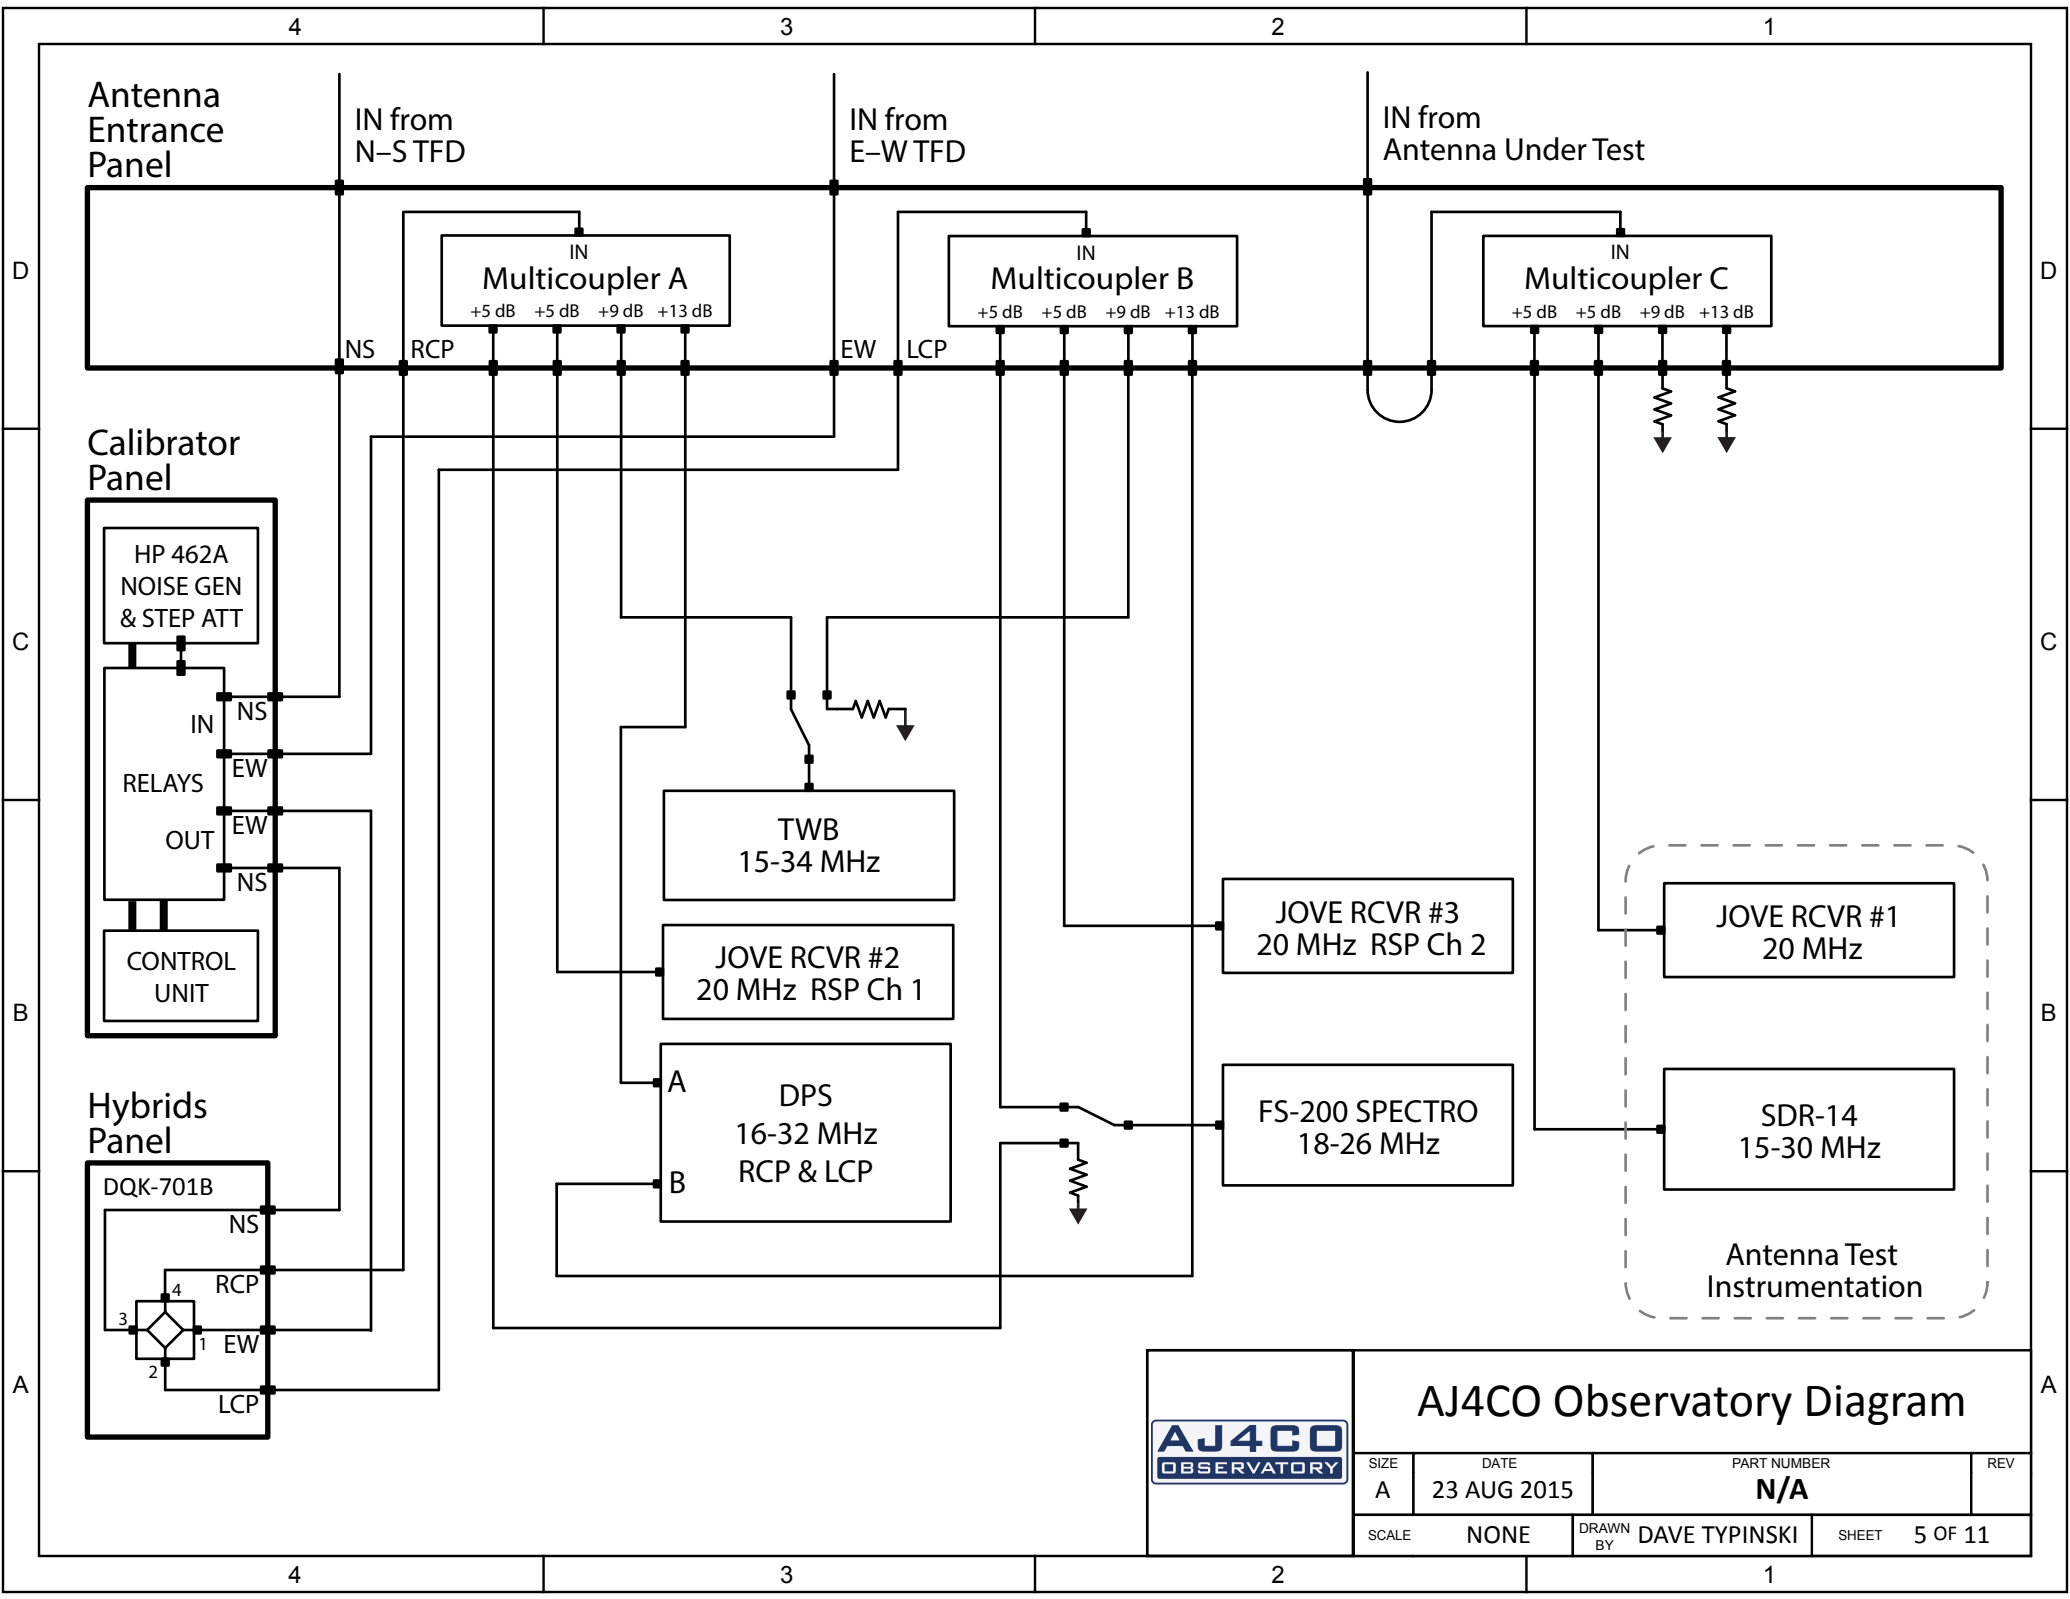 4 3 2 1
Antenna
Entrance
Panel
IN from
N–S TFD
IN from
E–W TFD
IN from
Antenna Under Test
D
D
IN
Multicoupler A
+5 dB +5 dB +9 dB +13 dB
IN
Multicoupler B
+5 dB +5 dB +9 dB +13 dB
IN
Multicoupler C
+5 dB +5 dB +9 dB +13 dB
NS RCP
EW LCP
Calibrator
Panel
HP 462A
NOISE GEN
& STEP ATT
C
C
NS
IN
EW
RELAYS
EW
OUT
NS
CONTROL
UNIT
TWB
15-34 MHz
JOVE RCVR #2
20 MHz RSP Ch 1
JOVE RCVR #3
20 MHz RSP Ch 2
JOVE RCVR #1
20 MHz
B
B
A
DPS
16-32 MHz
RCP & LCP
B
FS-200 SPECTRO
18-26 MHz
SDR-14
15-30 MHz
Antenna Test
Instrumentation
Hybrids
Panel
DQK-701B
NS
RCP
4
3
1
EW
2
LCP
A
A
AJ4CO
OBSERVATORY
AJ4CO Observatory Diagram
SIZE
A
DATE
23 AUG 2015
PART NUMBER
N/A
REV
SCALE NONE
DRAWN
BY
DAVE TYPINSKI
SHEET 5 OF 11
4 3 2 1